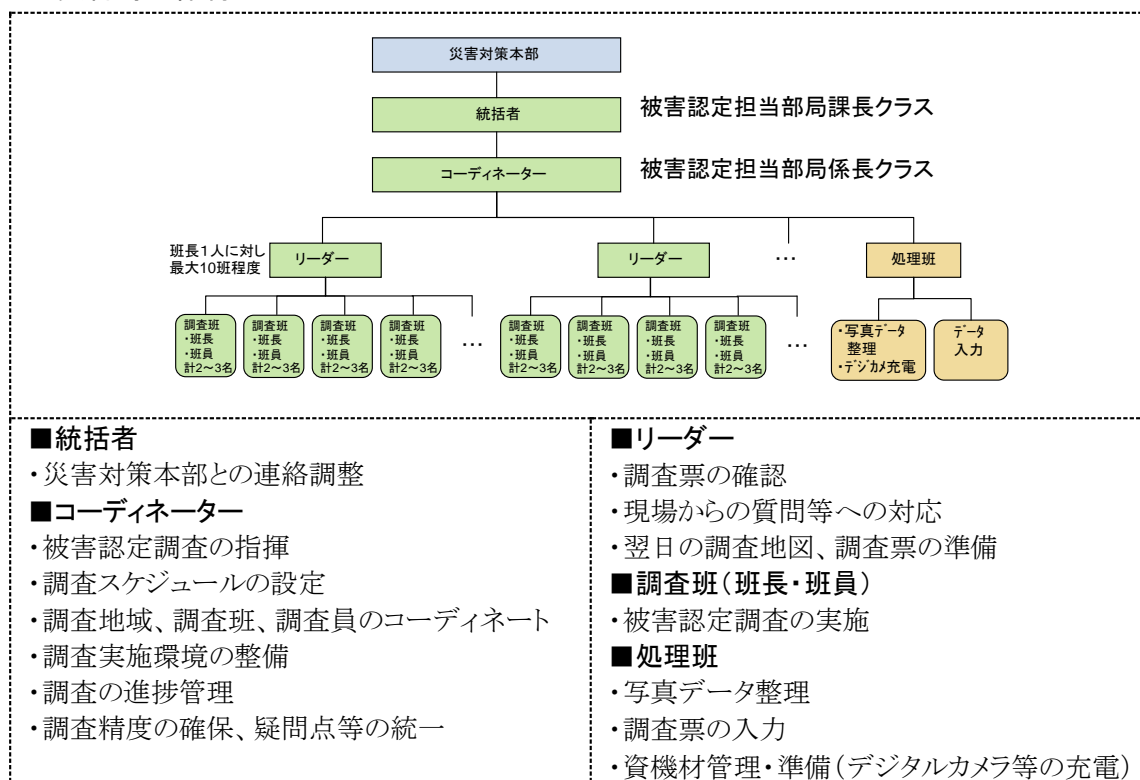 災害対策本部
統括者
被害認定担当部局課長クラス
コーディネーター
被害認定担当部局係長クラス
班長1人に対し
最大10班程度
リーダー
リーダー
…
処理班
調査班
・班長
・班員
計2～3名
調査班
・班長
・班員
計2～3名
調査班
・班長
・班員
計2～3名
調査班
・班長
・班員
計2～3名
…
調査班
・班長
・班員
計2～3名
調査班
・班長
・班員
計2～3名
調査班
・班長
・班員
計2～3名
調査班
・班長
・班員
計2～3名
…
・写真ﾃﾞｰﾀ
整理
・ﾃﾞｼﾞｶﾒ充電
ﾃﾞｰﾀ
入力
■統括者
・災害対策本部との連絡調整
■コーディネーター
・被害認定調査の指揮
・調査スケジュールの設定
・調査地域、調査班、調査員のコーディネート
・調査実施環境の整備
・調査の進捗管理
・調査精度の確保、疑問点等の統一
■リーダー
・調査票の確認
・現場からの質問等への対応
・翌日の調査地図、調査票の準備
■調査班（班長・班員）
・被害認定調査の実施
■処理班
・写真データ整理
・調査票の入力
・資機材管理・準備（デジタルカメラ等の充電）